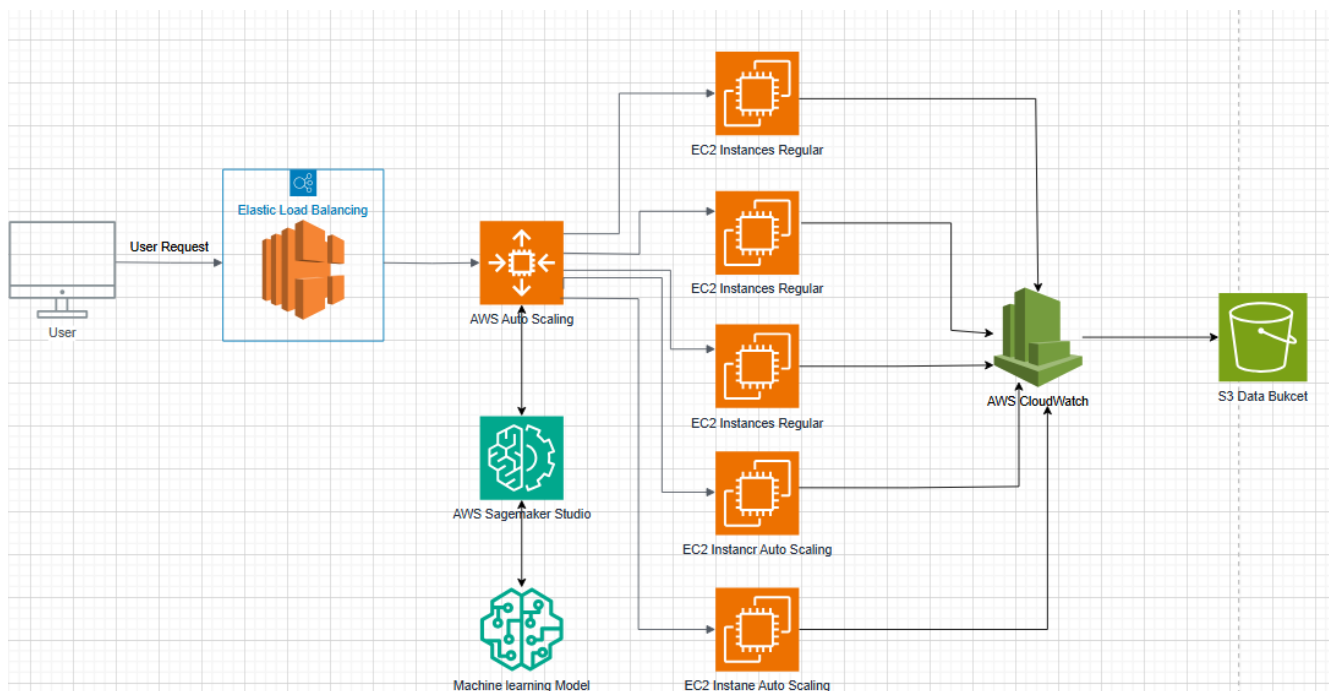 EC2 Instances Regular
Elastic Load Balancing
User Request
EC2 Instances Regular
User
AWS Auto Scaling
EC2 Instances Regular
AWS CloudWatch
S3 Data Bukcet
AWS Sagemaker Studio
EC2 Instancr Auto Scaling
Machine learning Model
EC2 Instane Auto Scaling